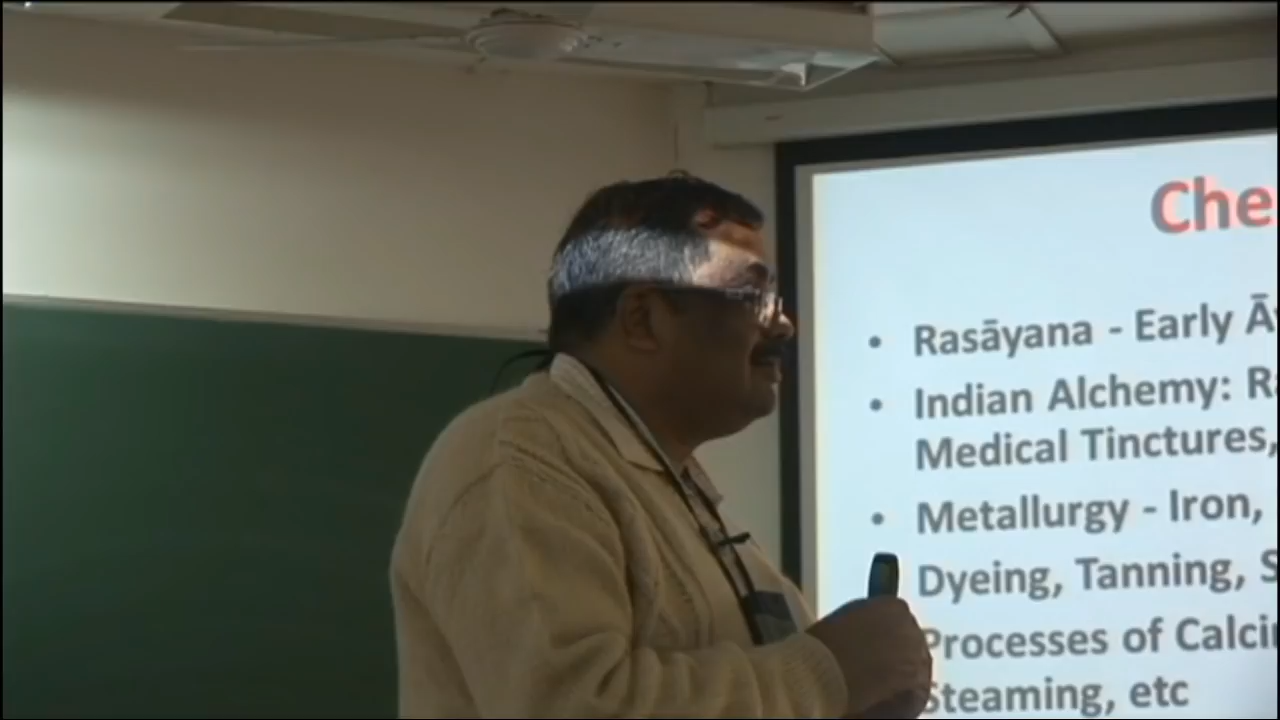 Che
• Rasāyana - Early Ā
• Indian Alchemy: R
Medical Tinctures,
• Metallurgy - Iron,
Dyeing, Tanning, S
Processes of Calci
Steaming, etc